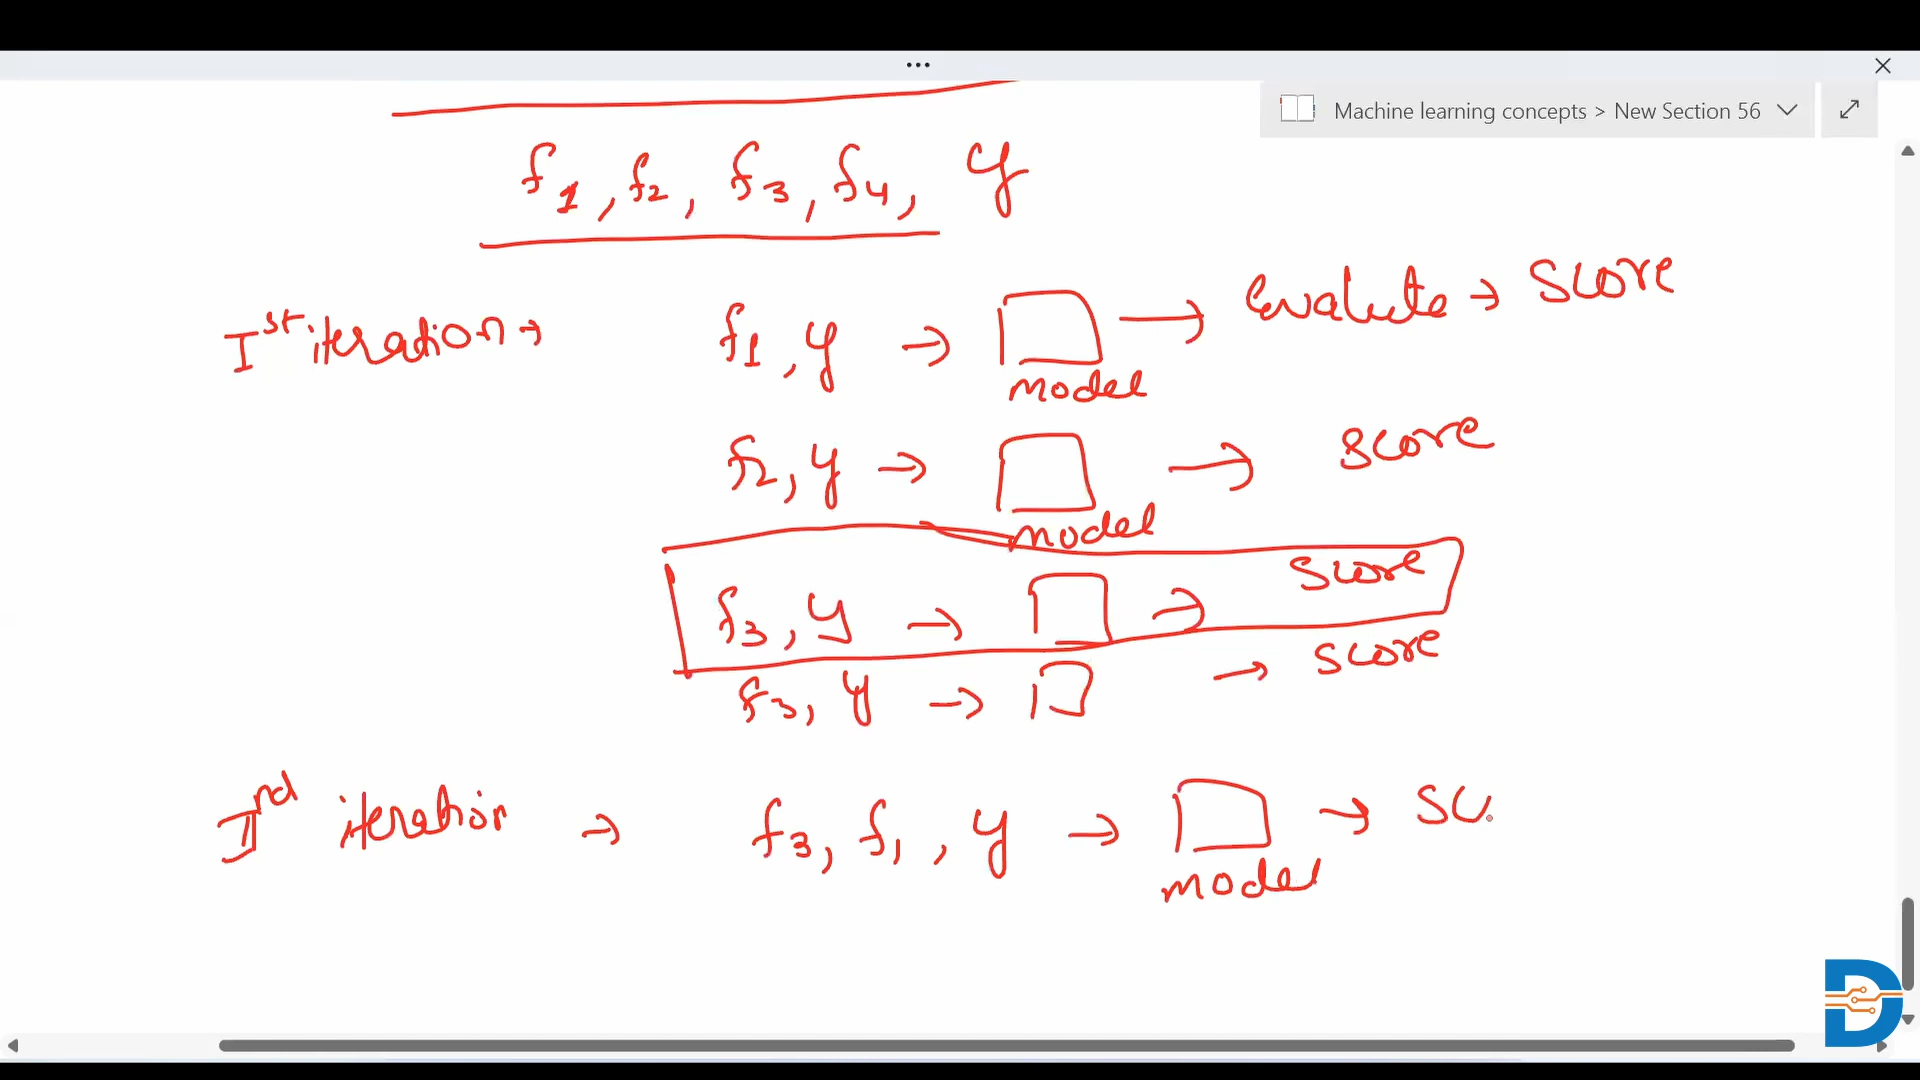 Machine learning concepts > New Section 56
f1, f2, f3, f4, y
Ist iteration → f1, y → → Evalute → Score
model
f2, y → → Score
model
f3, y → → Score
f3, y → → Score
IInd iteration → f3, f1, y → → SC
model